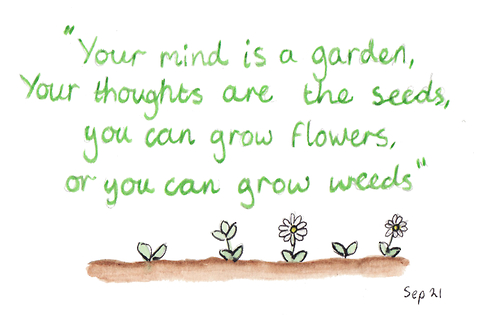 "Your mind is a garden,
Your thoughts are the seeds,
you can grow flowers,
or you can grow weeds"
Sep 21